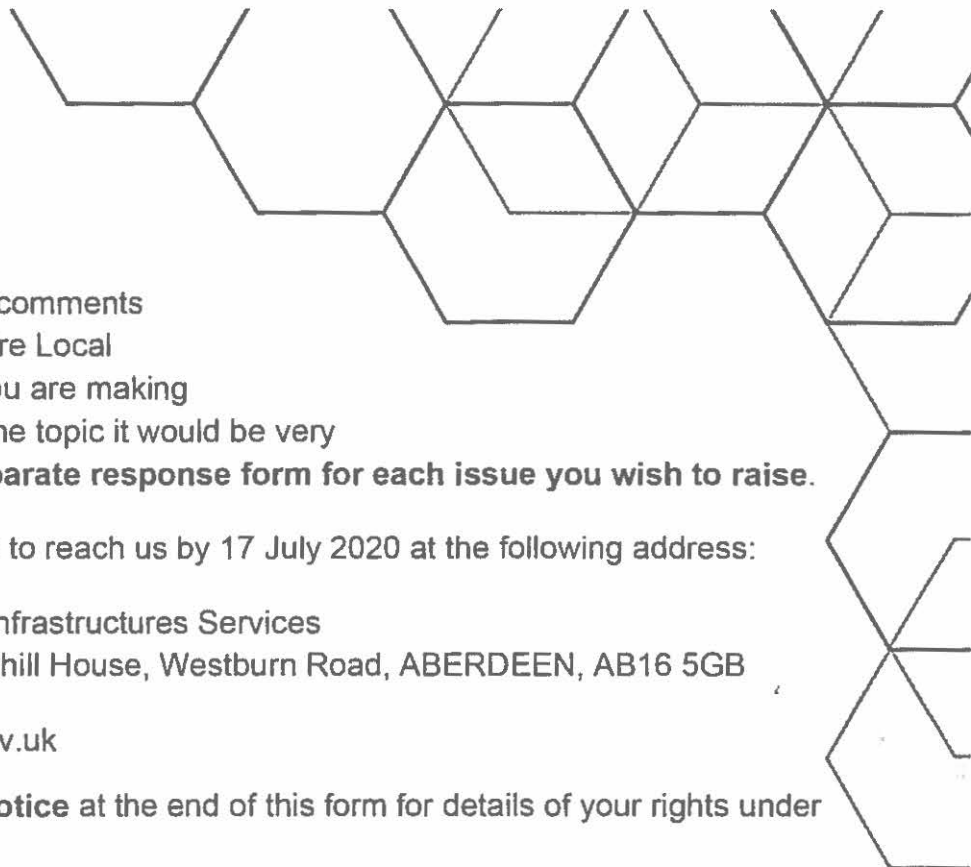 comments
re Local
u are making
ne topic it would be very
parate response form for each issue you wish to raise.
to reach us by 17 July 2020 at the following address:
nfrastructures Services
hill House, Westburn Road, ABERDEEN, AB16 5GB
v.uk
otice at the end of this form for details of your rights under